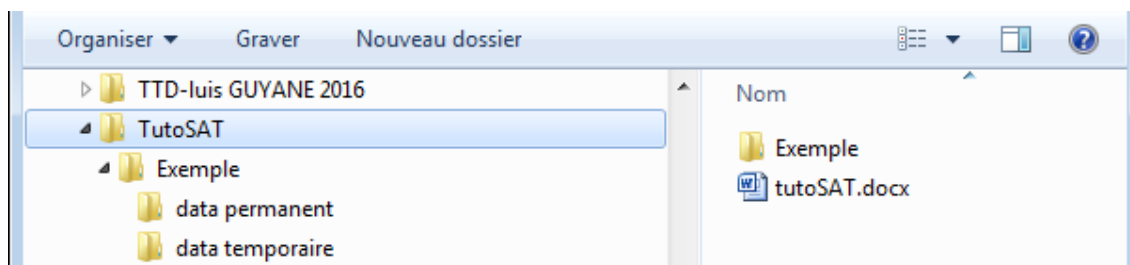 Organiser Graver Nouveau dossier
TTD-luis GUYANE 2016
TutoSAT
Exemple
data permanent
data temporaire
Nom
Exemple
tutoSAT.docx